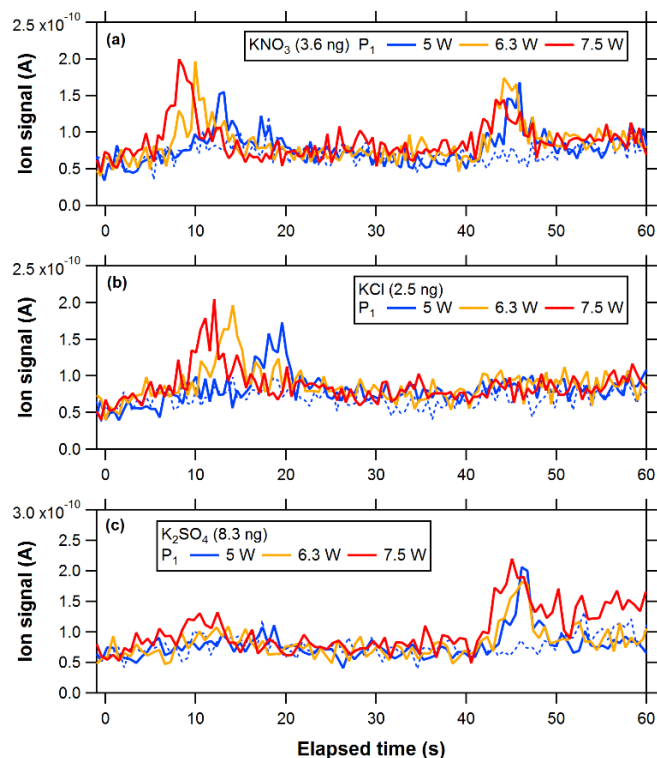 2.5 x10⁻¹⁰
(a)
KNO₃ (3.6 ng) P₁ 5 W 6.3 W 7.5 W
2.0
1.5
1.0
0.5
0.0
Ion signal (A)
0 10 20 30 40 50 60
2.5 x10⁻¹⁰
(b)
KCl (2.5 ng)
P₁ 5 W 6.3 W 7.5 W
2.0
1.5
1.0
0.5
0.0
Ion signal (A)
0 10 20 30 40 50 60
3.0 x10⁻¹⁰
(c)
K₂SO₄ (8.3 ng)
P₁ 5 W 6.3 W 7.5 W
2.5
2.0
1.5
1.0
0.5
0.0
Ion signal (A)
0 10 20 30 40 50 60
Elapsed time (s)